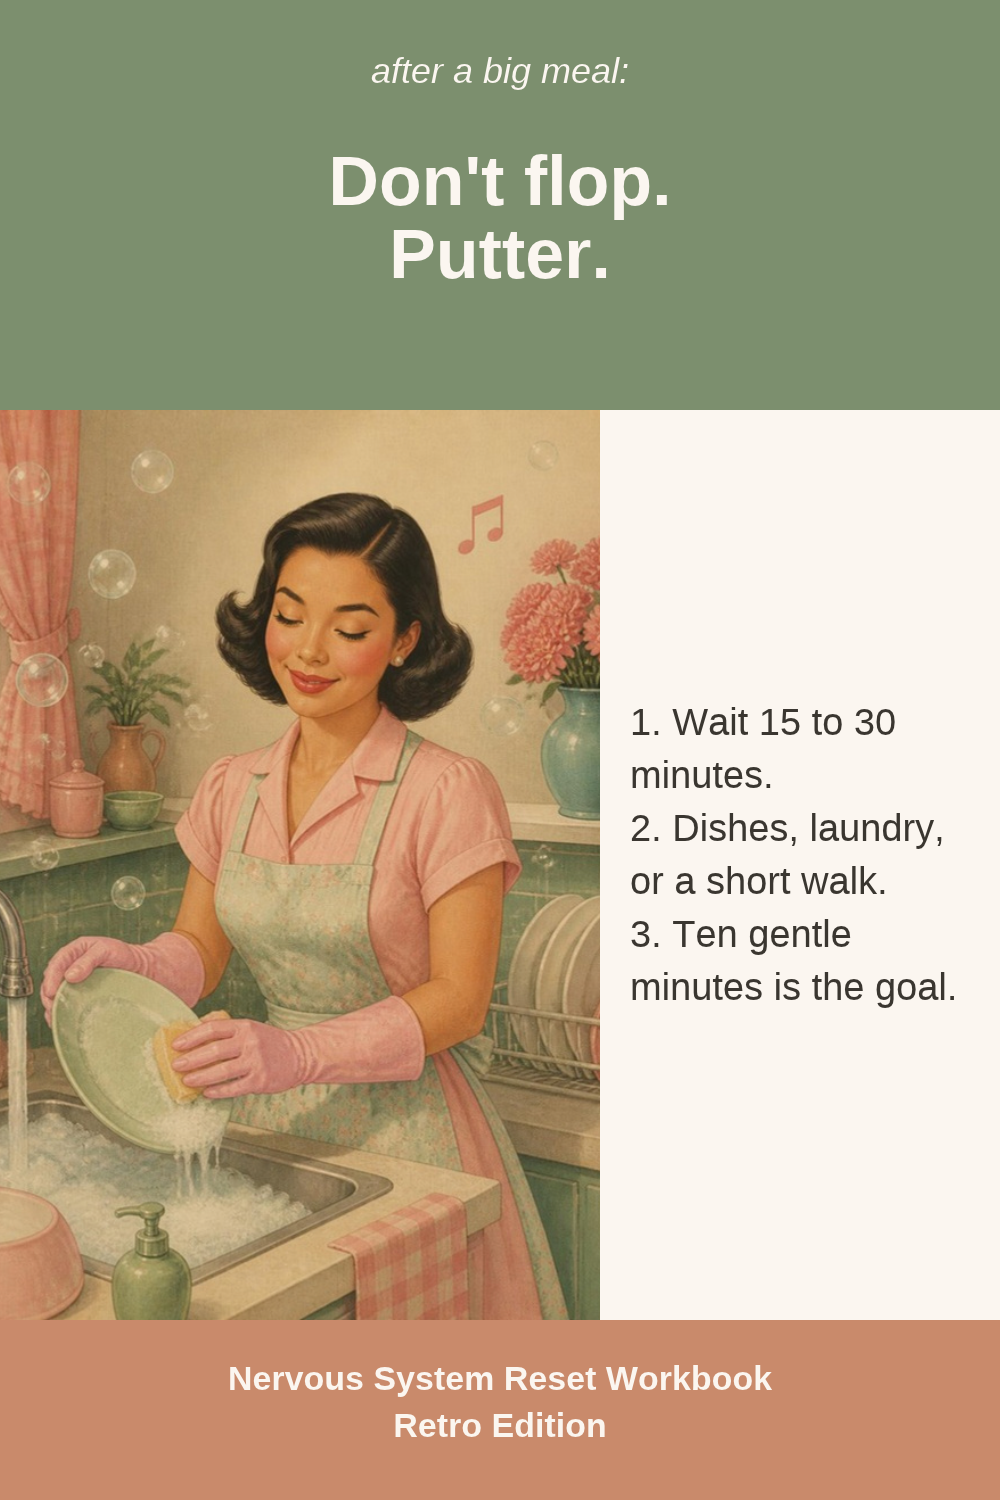 after a big meal:
Don't flop.
Putter.
1. Wait 15 to 30
minutes.
2. Dishes, laundry,
or a short walk.
3. Ten gentle
minutes is the goal.
Nervous System Reset Workbook
Retro Edition